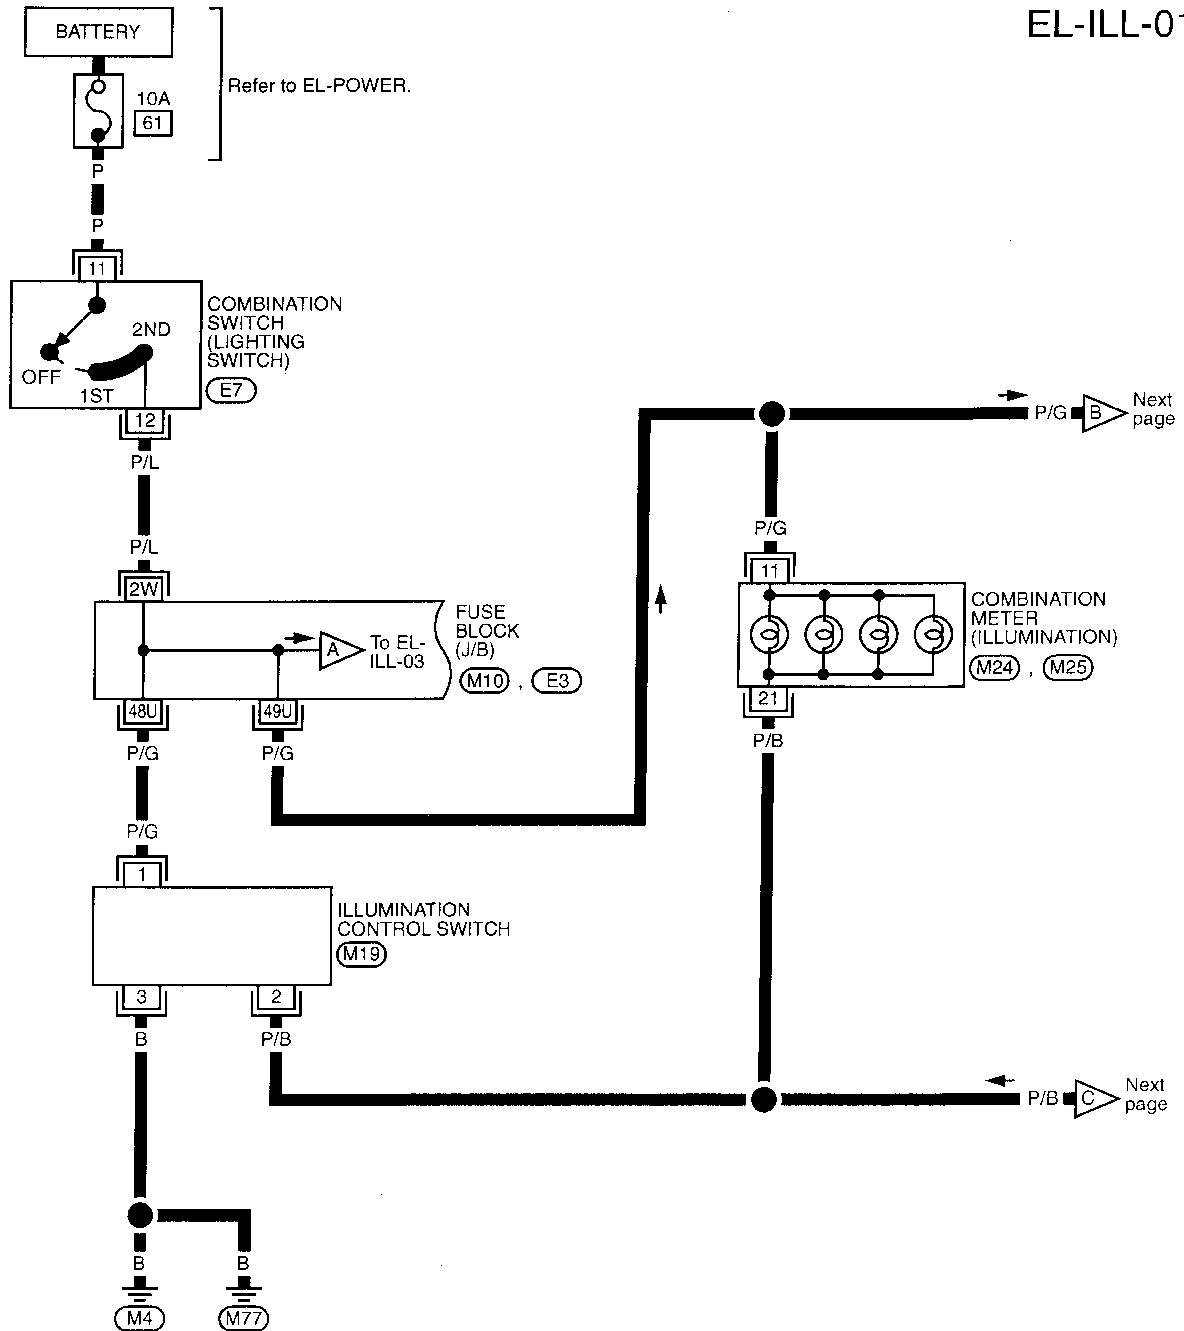 EL-ILL-01
BATTERY
Refer to EL-POWER.
10A
61
P
P
11
COMBINATION
SWITCH
(LIGHTING
SWITCH)
E7
2ND
OFF
1ST
12
P/L
P/L
2W
FUSE
BLOCK
(J/B)
M10 , E3
A
To EL-
ILL-03
48U
49U
P/G
P/G
P/G
1
ILLUMINATION
CONTROL SWITCH
M19
3
2
B
P/B
B
B
M4
M77
P/G
B
Next
page
P/G
11
COMBINATION
METER
(ILLUMINATION)
M24 , M25
21
P/B
P/B
C
Next
page